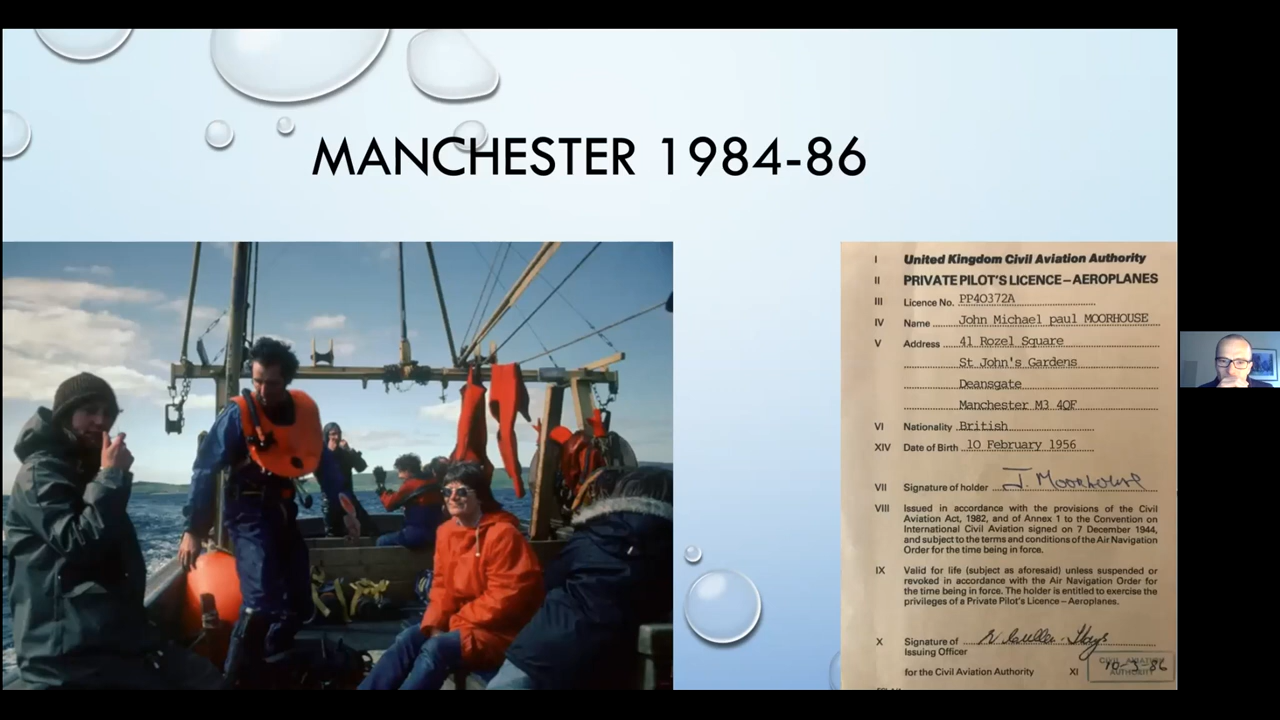 MANCHESTER 1984-86
I United Kingdom Civil Aviation Authority
II PRIVATE PILOT'S LICENCE – AEROPLANES
III Licence No. PP40372A
IV Name John Michael paul MOORHOUSE
V Address 41 Rozel Square
St John's Gardens
Deansgate
Manchester M3 4QF
VI Nationality British
XIV Date of Birth 10 February 1956
VII Signature of holder J. Moorhouse
VIII Issued in accordance with the provisions of the Civil
Aviation Act, 1982, and of Annex 1 to the Convention on
International Civil Aviation signed on 7 December 1944,
and subject to the terms and conditions of the Air Navigation
Order for the time being in force.
IX Valid for life (subject as aforesaid) unless suspended or
revoked in accordance with the Air Navigation Order for
the time being in force. The holder is entitled to exercise the
privileges of a Private Pilot's Licence – Aeroplanes.
X Signature of
Issuing Officer
for the Civil Aviation Authority XI
CIVIL AVIATION
AUTHORITY